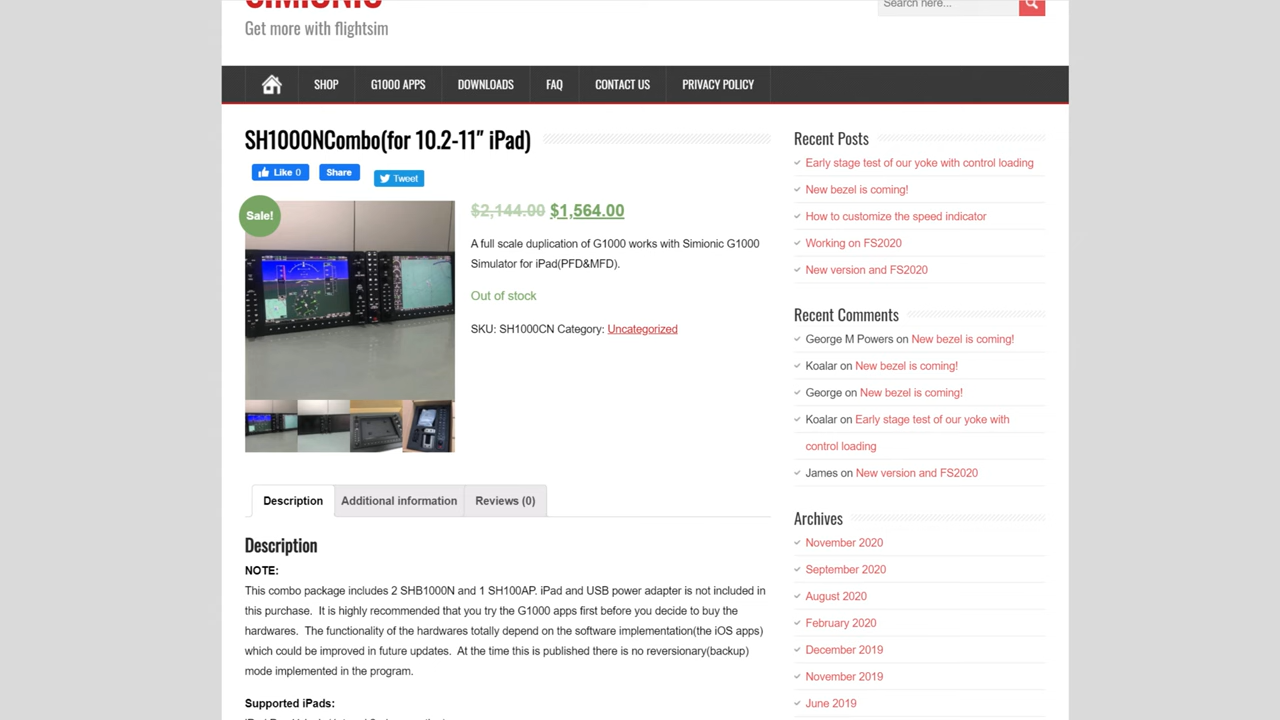 SIMIONIC
Get more with flightsim
Search here...
SHOP
G1000 APPS
DOWNLOADS
FAQ
CONTACT US
PRIVACY POLICY
SH1000NCombo(for 10.2-11″ iPad)
Like 0
Share
Tweet
Sale!
$2,144.00 $1,564.00
A full scale duplication of G1000 works with Simionic G1000
Simulator for iPad(PFD&MFD).
Out of stock
SKU: SH1000CN Category: Uncategorized
Description
Additional information
Reviews (0)
Description
NOTE:
This combo package includes 2 SHB1000N and 1 SH100AP. iPad and USB power adapter is not included in
this purchase. It is highly recommended that you try the G1000 apps first before you decide to buy the
hardwares. The functionality of the hardwares totally depend on the software implementation(the iOS apps)
which could be improved in future updates. At the time this is published there is no reversionary(backup)
mode implemented in the program.
Supported iPads:
Recent Posts
Early stage test of our yoke with control loading
New bezel is coming!
How to customize the speed indicator
Working on FS2020
New version and FS2020
Recent Comments
George M Powers on New bezel is coming!
Koalar on New bezel is coming!
George on New bezel is coming!
Koalar on Early stage test of our yoke with
control loading
James on New version and FS2020
Archives
November 2020
September 2020
August 2020
February 2020
December 2019
November 2019
June 2019